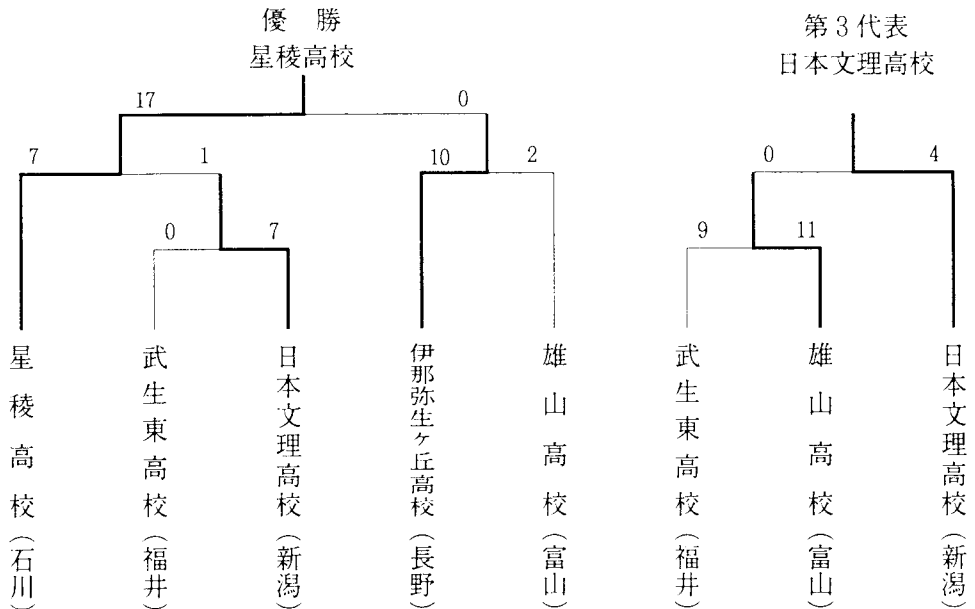 優勝
星稜高校
第3代表
日本文理高校
17
0
7
1
10
2
0
4
0
7
9
11
星稜高校(石川)
武生東高校(福井)
日本文理高校(新潟)
伊那弥生ヶ丘高校(長野)
雄山高校(富山)
武生東高校(福井)
雄山高校(富山)
日本文理高校(新潟)